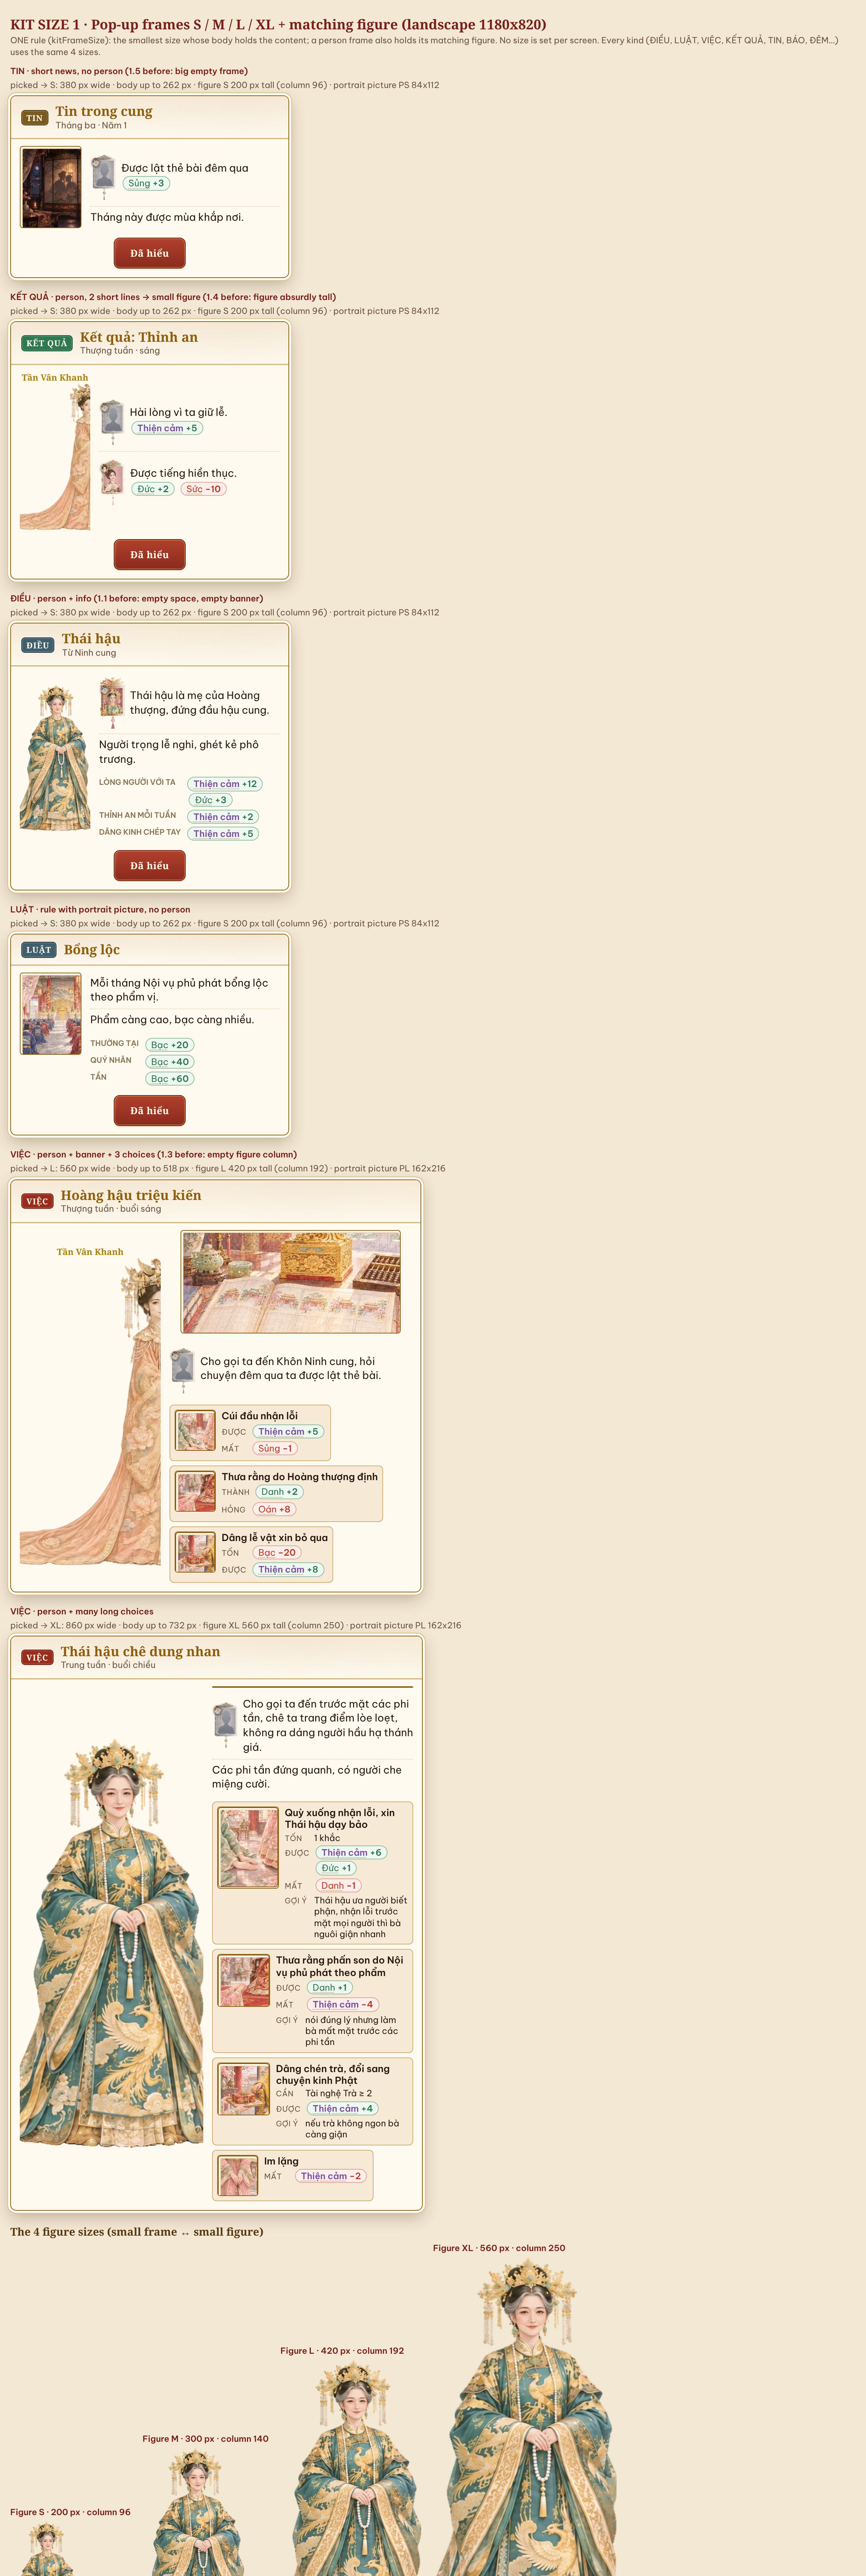 KIT SIZE 1 · Pop-up frames S / M / L / XL + matching figure (landscape 1180x820)
ONE rule (kitFrameSize): the smallest size whose body holds the content; a person frame also holds its matching figure. No size is set per screen. Every kind (ĐIỀU, LUẬT, VIỆC, KẾT QUẢ, TIN, BÁO, ĐÊM...)
uses the same 4 sizes.
TIN · short news, no person (1.5 before: big empty frame)
picked → S: 380 px wide · body up to 262 px · figure S 200 px tall (column 96) · portrait picture PS 84x112
TIN
Tin trong cung
Tháng ba · Năm 1
Được lật thẻ bài đêm qua
Sủng +3
Tháng này được mùa khắp nơi.
Đã hiểu
KẾT QUẢ · person, 2 short lines → small figure (1.4 before: figure absurdly tall)
picked → S: 380 px wide · body up to 262 px · figure S 200 px tall (column 96) · portrait picture PS 84x112
KẾT QUẢ
Kết quả: Thỉnh an
Thượng tuần · sáng
Tần Vân Khanh
Hài lòng vì ta giữ lễ.
Thiện cảm +5
Được tiếng hiền thục.
Đức +2 Sức −10
Đã hiểu
ĐIỀU · person + info (1.1 before: empty space, empty banner)
picked → S: 380 px wide · body up to 262 px · figure S 200 px tall (column 96) · portrait picture PS 84x112
ĐIỀU
Thái hậu
Từ Ninh cung
Thái hậu là mẹ của Hoàng
thượng, đứng đầu hậu cung.
Người trọng lễ nghi, ghét kẻ phô
trương.
LÒNG NGƯỜI VỚI TA Thiện cảm +12
Đức +3
THỈNH AN MỖI TUẦN Thiện cảm +2
DÂNG KINH CHÉP TAY Thiện cảm +5
Đã hiểu
LUẬT · rule with portrait picture, no person
picked → S: 380 px wide · body up to 262 px · figure S 200 px tall (column 96) · portrait picture PS 84x112
LUẬT
Bổng lộc
Mỗi tháng Nội vụ phủ phát bổng lộc
theo phẩm vị.
Phẩm càng cao, bạc càng nhiều.
THƯỜNG TẠI Bạc +20
QUÝ NHÂN Bạc +40
TẦN Bạc +60
Đã hiểu
VIỆC · person + banner + 3 choices (1.3 before: empty figure column)
picked → L: 560 px wide · body up to 518 px · figure L 420 px tall (column 192) · portrait picture PL 162x216
VIỆC
Hoàng hậu triệu kiến
Thượng tuần · buổi sáng
Tần Vân Khanh
Cho gọi ta đến Khôn Ninh cung, hỏi
chuyện đêm qua ta được lật thẻ bài.
Cúi đầu nhận lỗi
ĐƯỢC Thiện cảm +5
MẤT Sủng −1
Thưa rằng do Hoàng thượng định
THÀNH Danh +2
HỎNG Oán +8
Dâng lễ vật xin bỏ qua
TỐN Bạc −20
ĐƯỢC Thiện cảm +8
VIỆC · person + many long choices
picked → XL: 860 px wide · body up to 732 px · figure XL 560 px tall (column 250) · portrait picture PL 162x216
VIỆC
Thái hậu chê dung nhan
Trung tuần · buổi chiều
Cho gọi ta đến trước mặt các phi
tần, chê ta trang điểm lòe loẹt,
không ra dáng người hầu hạ thánh
giá.
Các phi tần đứng quanh, có người che
miệng cười.
Quỳ xuống nhận lỗi, xin
Thái hậu dạy bảo
TỐN 1 khắc
ĐƯỢC Thiện cảm +6
Đức +1
MẤT Danh −1
GỢI Ý Thái hậu ưa người biết
phận, nhận lỗi trước
mặt mọi người thì bà
nguôi giận nhanh
Thưa rằng phấn son do Nội
vụ phủ phát theo phẩm
ĐƯỢC Danh +1
MẤT Thiện cảm −4
GỢI Ý nói đúng lý nhưng làm
bà mất mặt trước các
phi tần
Dâng chén trà, đổi sang
chuyện kinh Phật
CẦN Tài nghệ Trà ≥ 2
ĐƯỢC Thiện cảm +4
GỢI Ý nếu trà không ngon bà
càng giận
Im lặng
MẤT Thiện cảm −2
The 4 figure sizes (small frame ↔ small figure)
Figure XL · 560 px · column 250
Figure L · 420 px · column 192
Figure M · 300 px · column 140
Figure S · 200 px · column 96